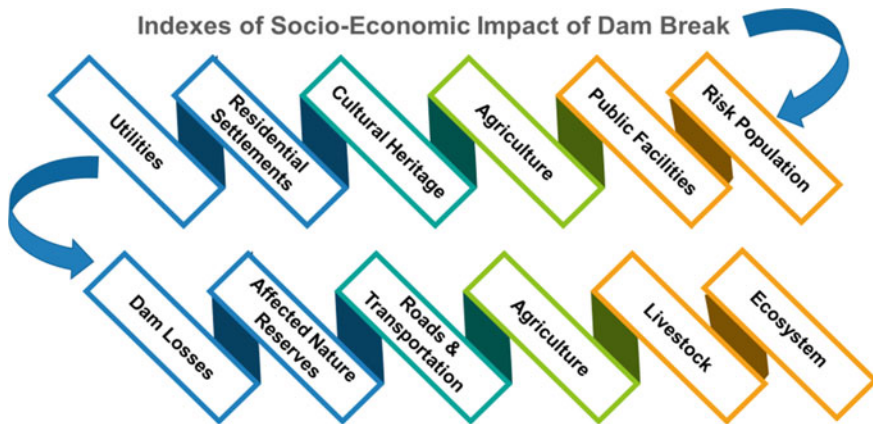 Indexes of Socio-Economic Impact of Dam Break
Utilities
Residential
Settlements
Cultural Heritage
Agriculture
Public Facilities
Risk Population
Dam Losses
Affected Nature
Reserves
Roads &
Transportation
Agriculture
Livestock
Ecosystem